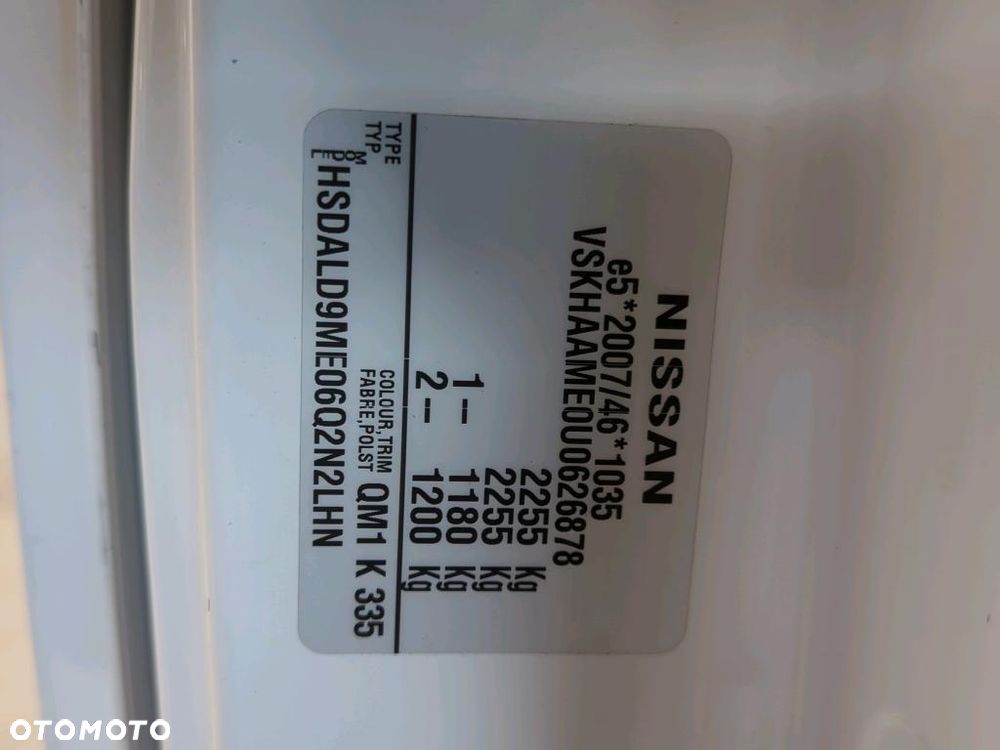 NISSAN
e5*2007/46*1035
VSKHAAME0U0626878
2255 Kg
2255 Kg
1-- 1180 Kg
2-- 1200 Kg
TYPE
TYP
COLOUR,TRIM
FABRE,POLST QM1 K 335
MODEL HSDALD9ME06Q2N2LHN
OTOMOTO